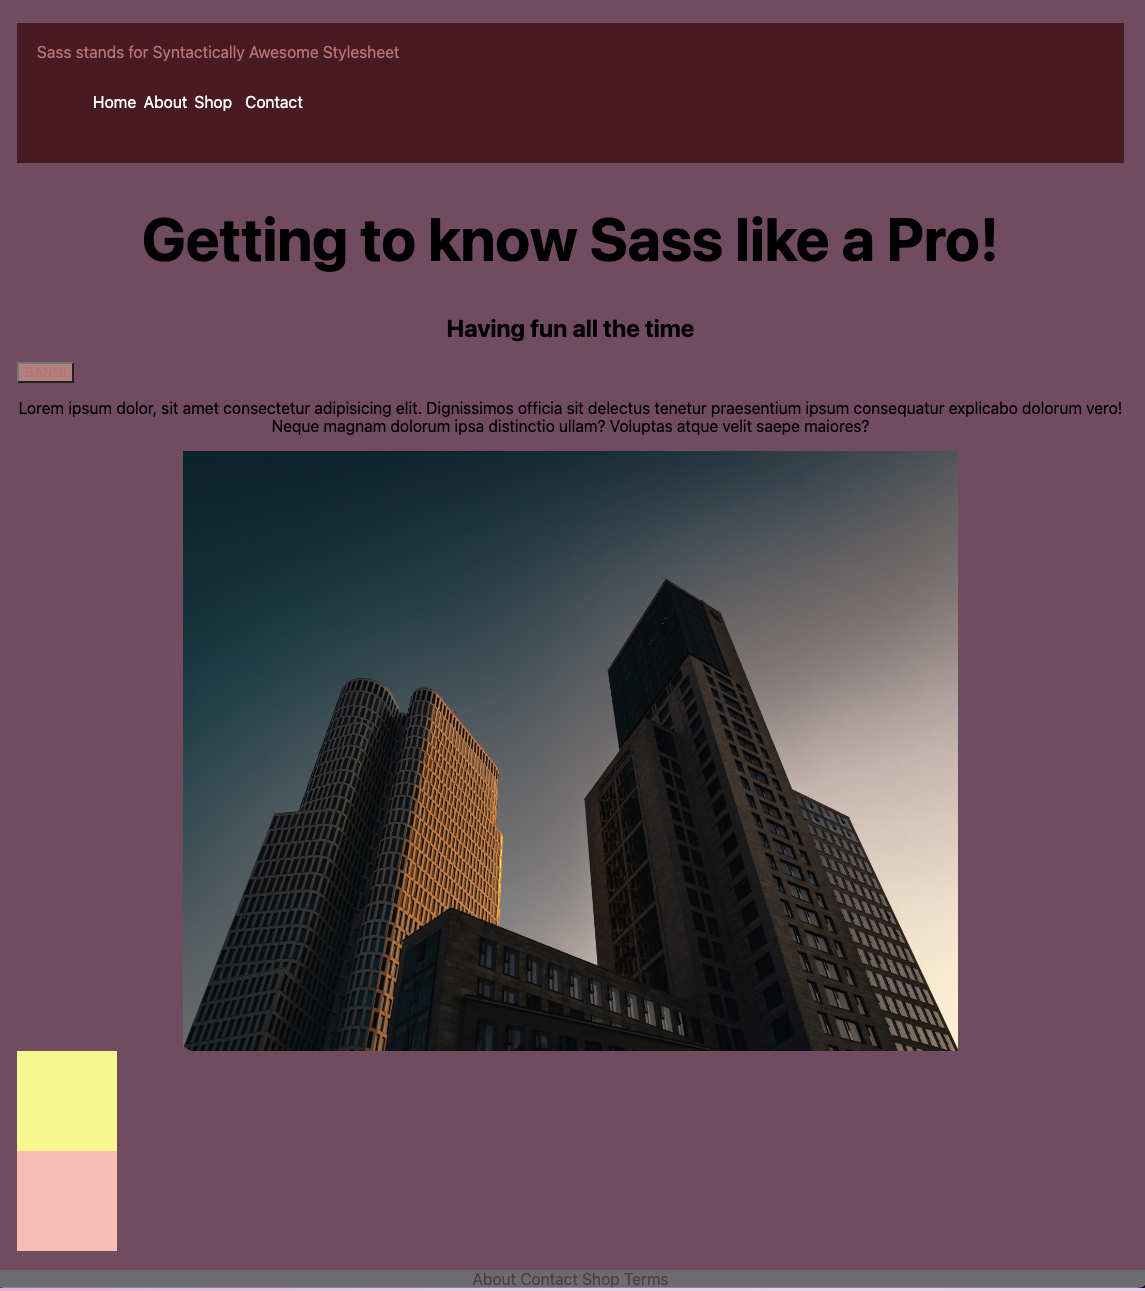 Sass stands for Syntactically Awesome Stylesheet
Home About Shop Contact
Getting to know Sass like a Pro!
Having fun all the time
BANG!
Lorem ipsum dolor, sit amet consectetur adipisicing elit. Dignissimos officia sit delectus tenetur praesentium ipsum consequatur explicabo dolorum vero!
Neque magnam dolorum ipsa distinctio ullam? Voluptas atque velit saepe maiores?
About Contact Shop Terms